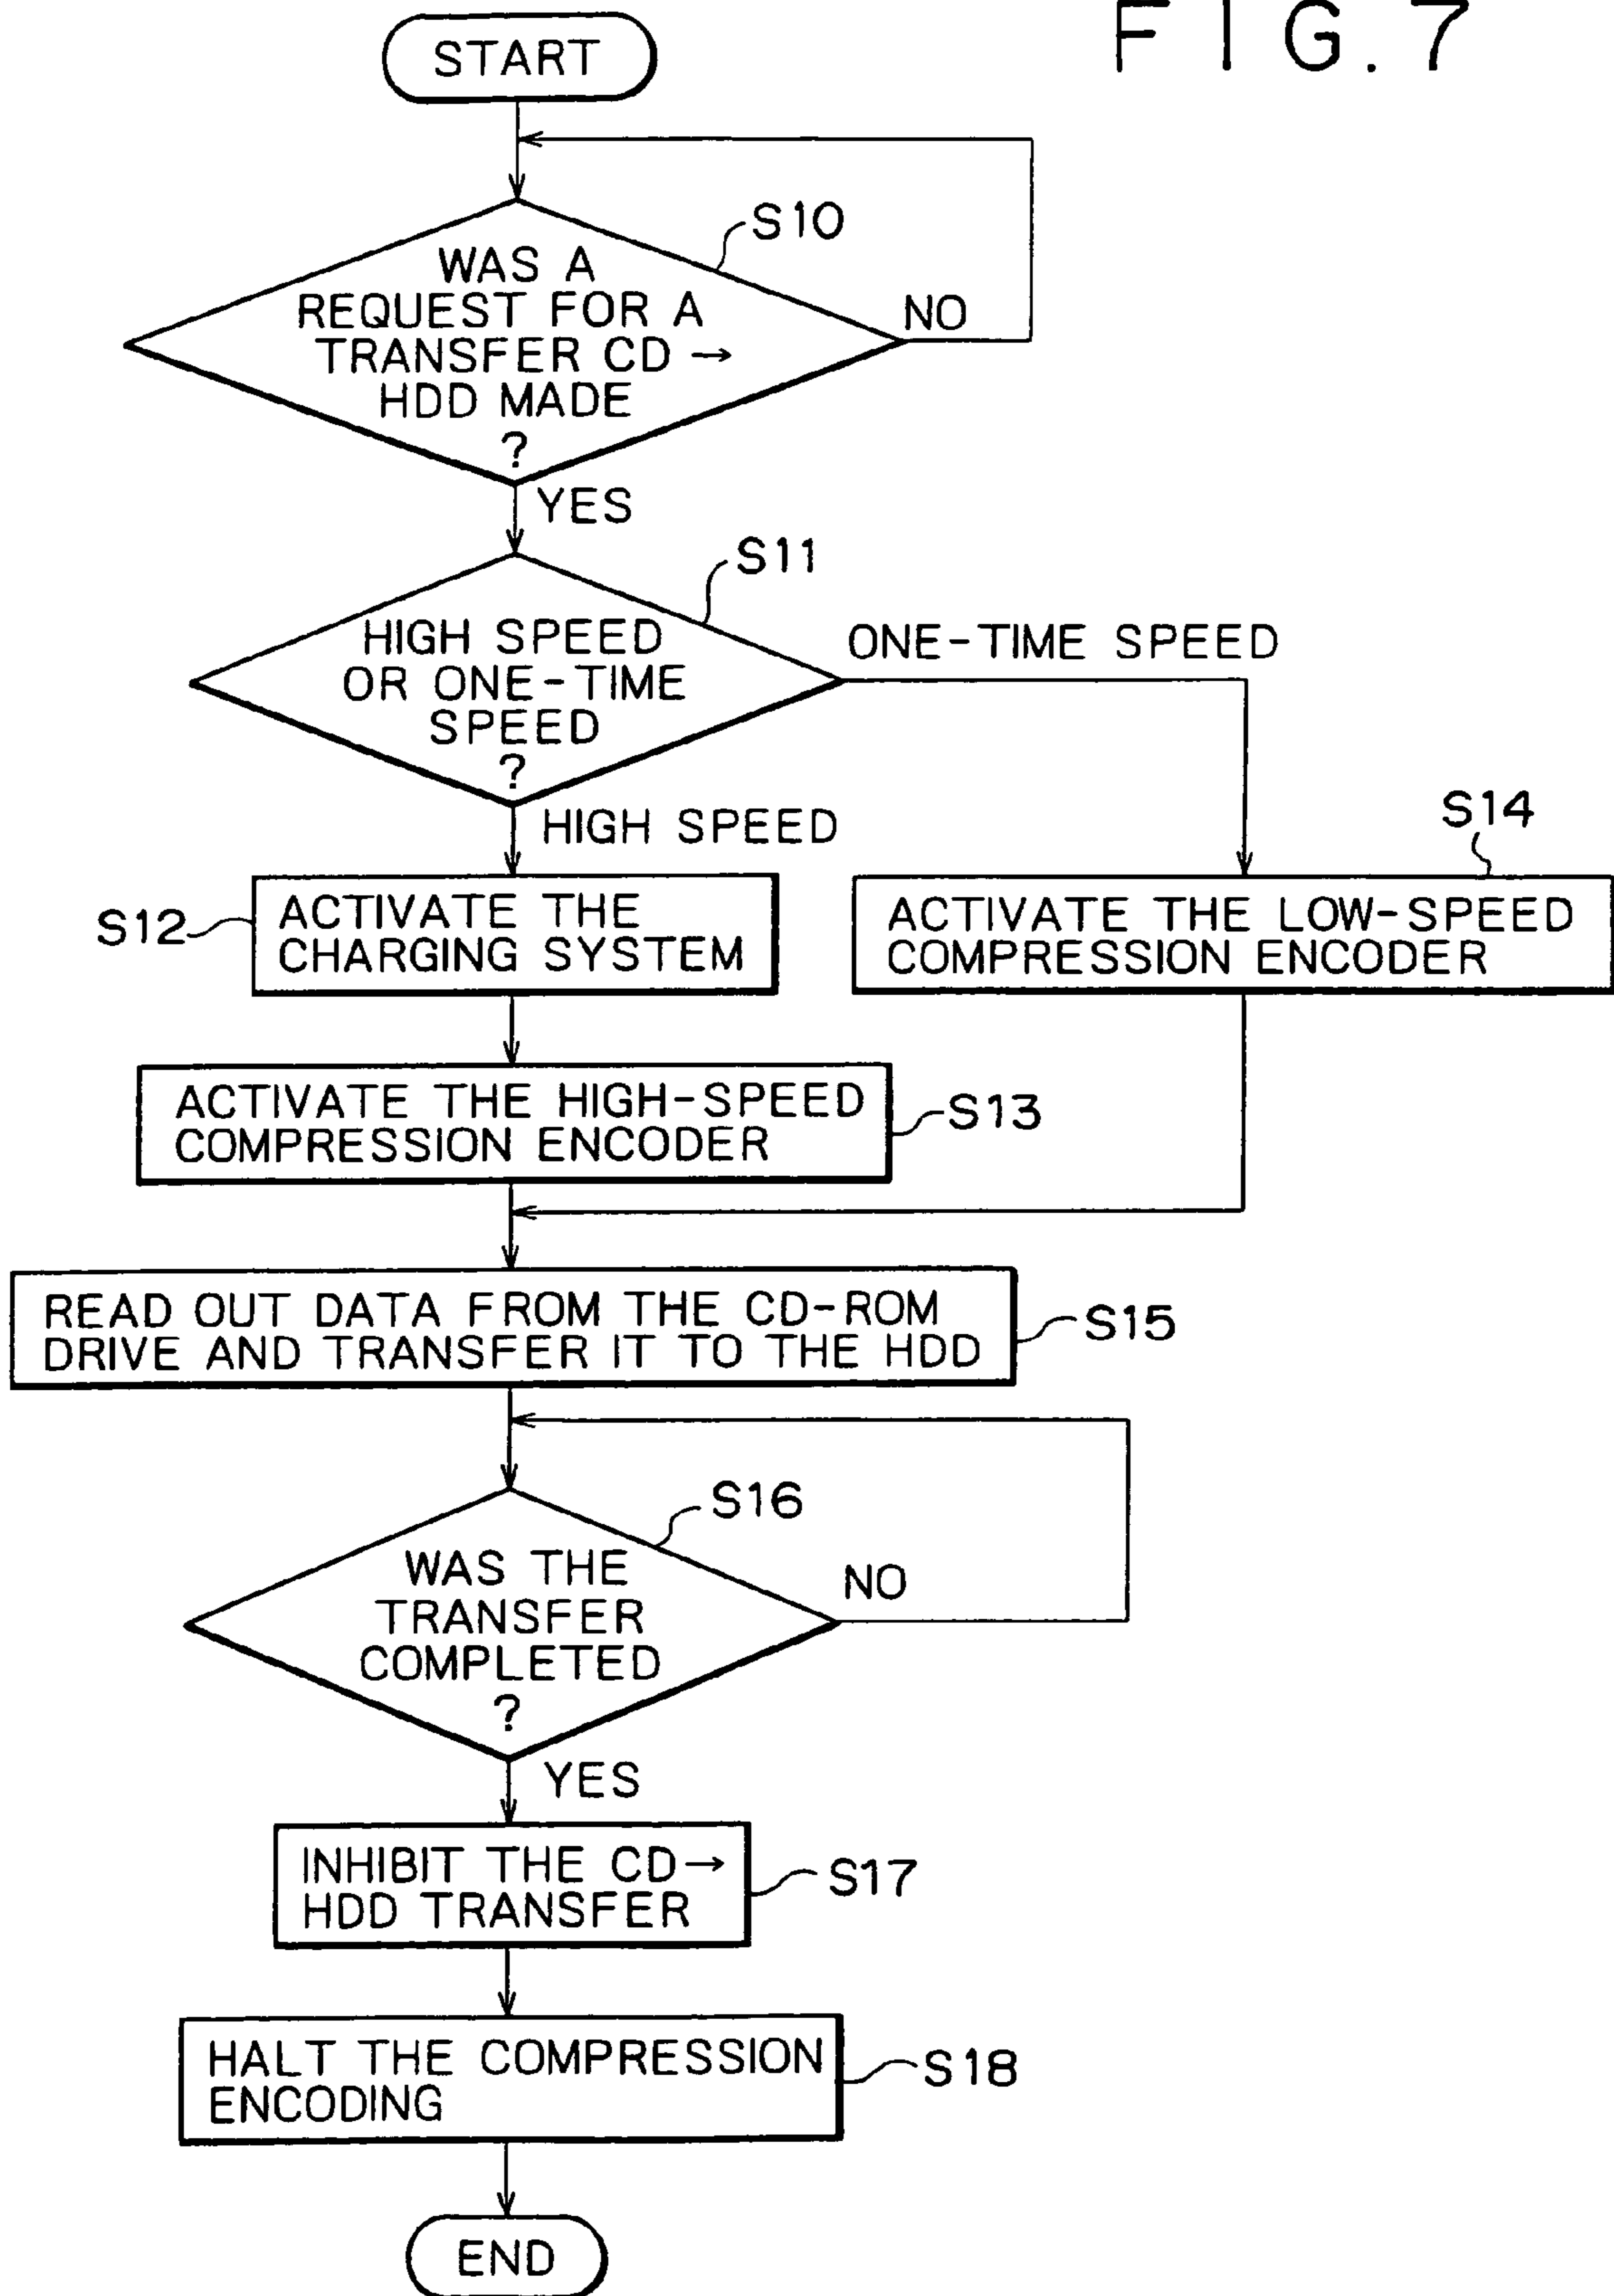 FIG. 7
START
S10
WAS A
REQUEST FOR A
TRANSFER CD →
HDD MADE
?
NO
YES
S11
HIGH SPEED
OR ONE-TIME
SPEED
?
ONE-TIME SPEED
HIGH SPEED
S12
ACTIVATE THE
CHARGING SYSTEM
S14
ACTIVATE THE LOW-SPEED
COMPRESSION ENCODER
ACTIVATE THE HIGH-SPEED
COMPRESSION ENCODER
S13
READ OUT DATA FROM THE CD-ROM
DRIVE AND TRANSFER IT TO THE HDD
S15
S16
WAS THE
TRANSFER
COMPLETED
?
NO
YES
INHIBIT THE CD→
HDD TRANSFER
S17
HALT THE COMPRESSION
ENCODING
S18
END